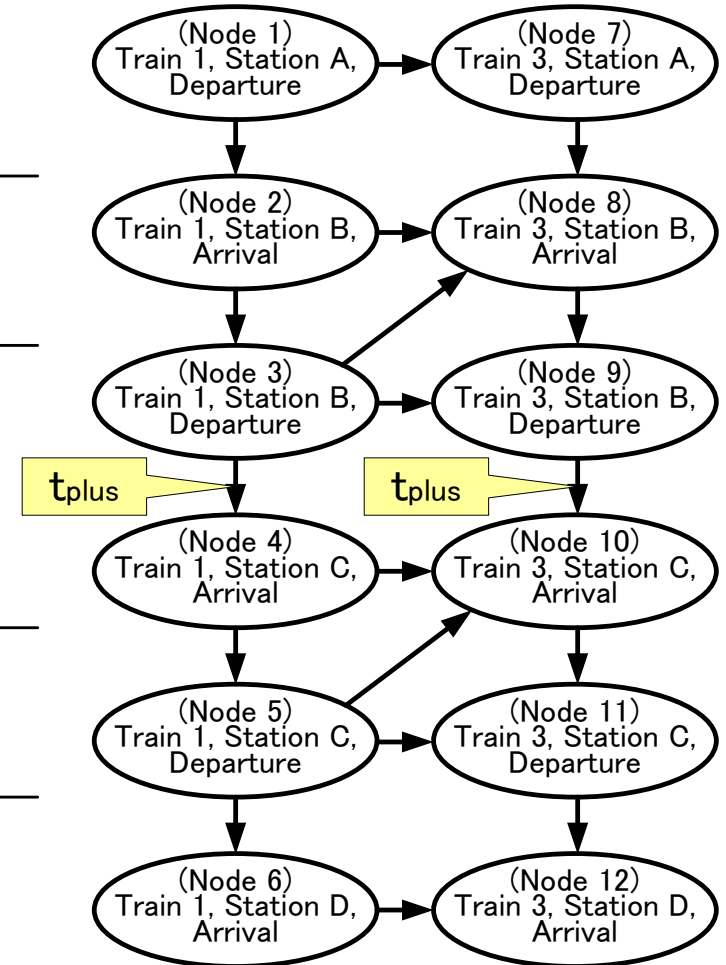 (Node 1)
Train 1, Station A,
Departure
(Node 7)
Train 3, Station A,
Departure
(Node 2)
Train 1, Station B,
Arrival
(Node 8)
Train 3, Station B,
Arrival
(Node 3)
Train 1, Station B,
Departure
(Node 9)
Train 3, Station B,
Departure
tplus
tplus
(Node 4)
Train 1, Station C,
Arrival
(Node 10)
Train 3, Station C,
Arrival
(Node 5)
Train 1, Station C,
Departure
(Node 11)
Train 3, Station C,
Departure
(Node 6)
Train 1, Station D,
Arrival
(Node 12)
Train 3, Station D,
Arrival